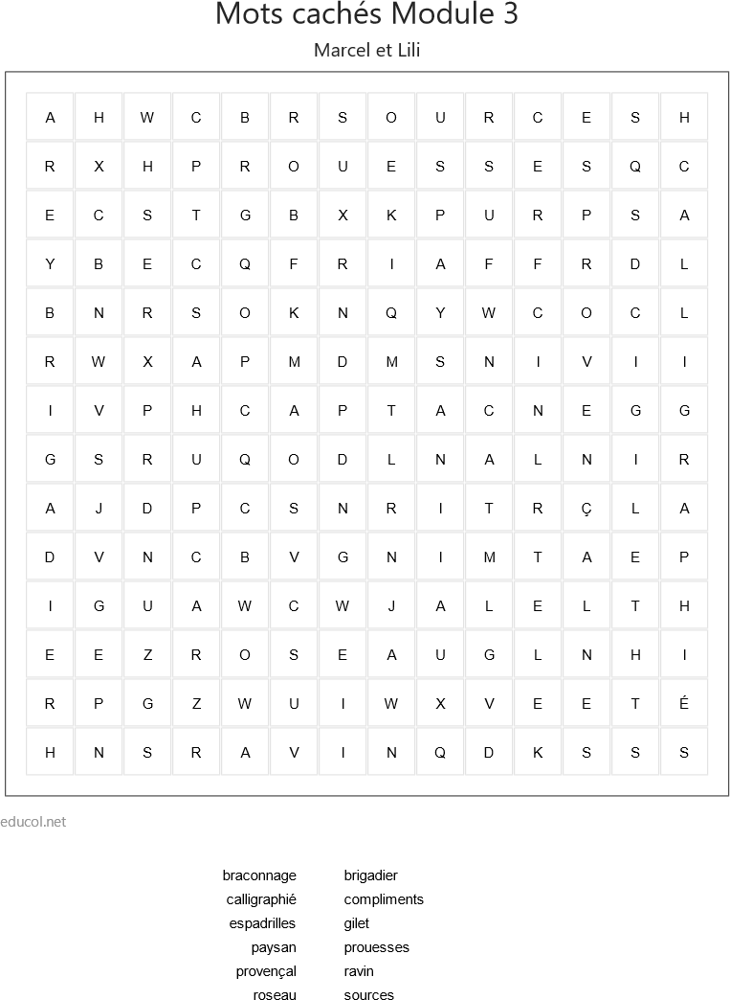 Mots cachés Module 3
Marcel et Lili
A H W C B R S O U R C E S H
R X H P R O U E S S E S Q C
E C S T G B X K P U R P S A
Y B E C Q F R I A F F R D L
B N R S O K N Q Y W C O C L
R W X A P M D M S N I V I I
I V P H C A P T A C N E G G
G S R U Q O D L N A L N I R
A J D P C S N R I T R Ç L A
D V N C B V G N I M T A E P
I G U A W C W J A L E L T H
E E Z R O S E A U G L N H I
R P G Z W U I W X V E E T É
H N S R A V I N Q D K S S S
educol.net
braconnage brigadier
calligraphié compliments
espadrilles gilet
paysan prouesses
provençal ravin
roseau sources